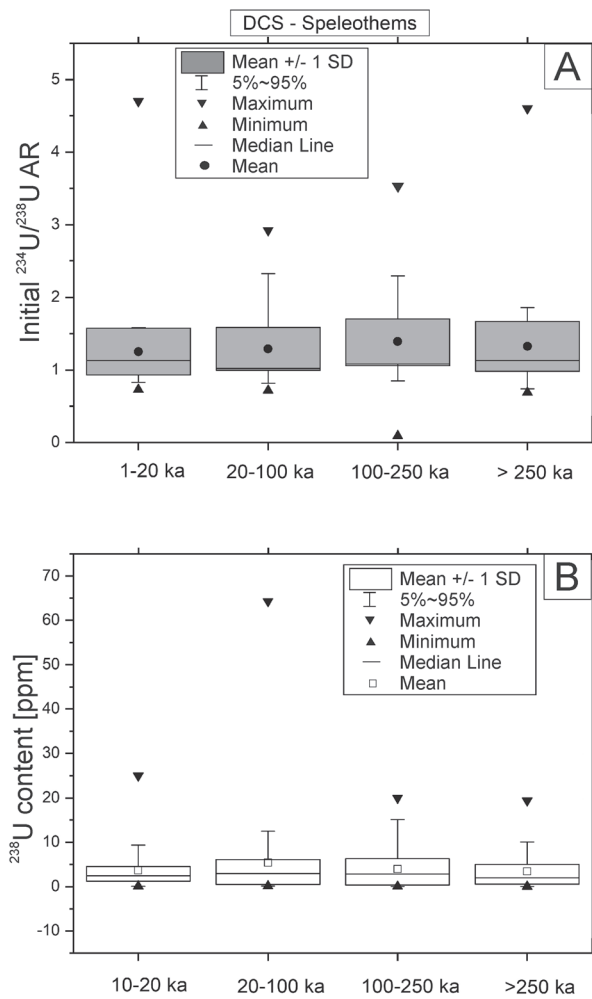 DCS - Speleothems
A
Mean +/- 1 SD
5%~95%
Maximum
Minimum
Median Line
Mean
Initial ²³⁴U/²³⁸U AR
5
4
3
2
1
0
1-20 ka 20-100 ka 100-250 ka > 250 ka
B
Mean +/- 1 SD
5%~95%
Maximum
Minimum
Median Line
Mean
²³⁸U content [ppm]
70
60
50
40
30
20
10
0
-10
10-20 ka 20-100 ka 100-250 ka >250 ka